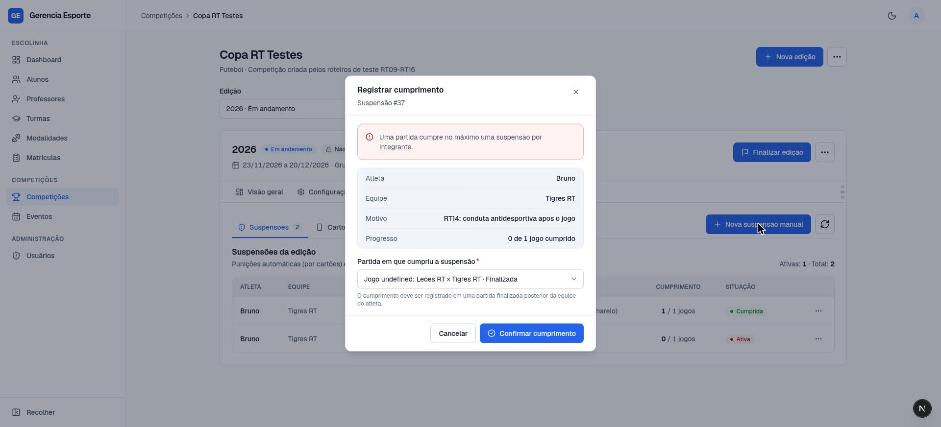 GE Gerencia Esporte
Competições > Copa RT Testes
A
ESCOLINHA
Dashboard
Alunos
Professores
Turmas
Modalidades
Matrículas
COMPETIÇÕES
Competições
Eventos
ADMINISTRAÇÃO
Usuários
Recolher
Copa RT Testes
Futebol · Competição criada pelos roteiros de teste RT09-RT16
+ Nova edição
Edição
2026 · Em andamento
2026 Em andamento
23/11/2026 a 20/12/2026
Finalizar edição
Visão geral
Suspensões 2
Nova suspensão manual
Suspensões da edição
Punições automáticas (por cartões)
Ativas: 1 · Total: 2
ATLETA EQUIPE CUMPRIMENTO SITUAÇÃO
Bruno Tigres RT 1 / 1 jogos Cumprida
Bruno Tigres RT 0 / 1 jogos Ativa
Registrar cumprimento
Suspensão #37
Uma partida cumpre no máximo uma suspensão por
integrante.
Atleta Bruno
Equipe Tigres RT
Motivo RT14: conduta antidesportiva apos o jogo
Progresso 0 de 1 jogo cumprido
Partida em que cumpriu a suspensão *
Jogo undefined: Leões RT × Tigres RT · Finalizada
O cumprimento deve ser registrado em uma partida finalizada posterior da equipe
do atleta.
Cancelar
Confirmar cumprimento
N